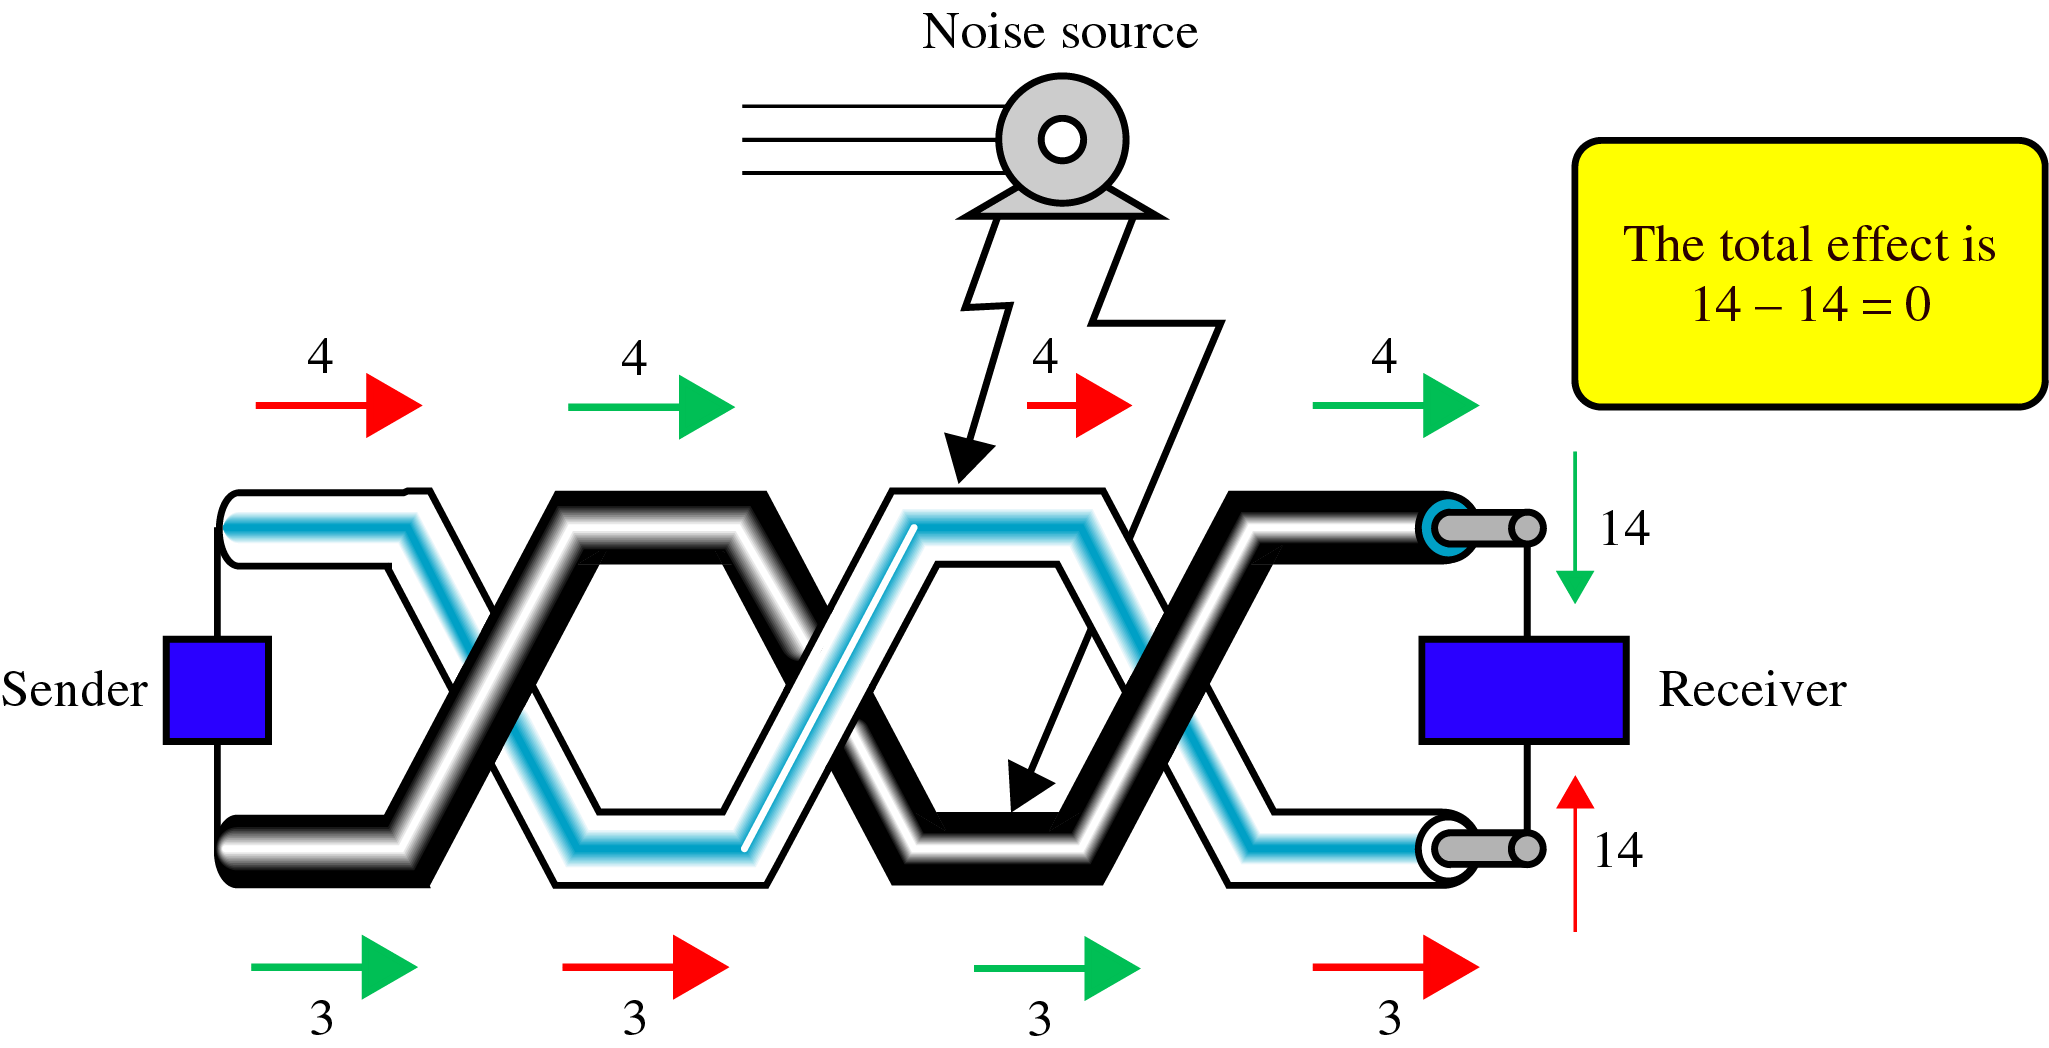 Noise source
The total effect is
14 – 14 = 0
4
4
4
4
14
Sender
Receiver
14
3
3
3
3